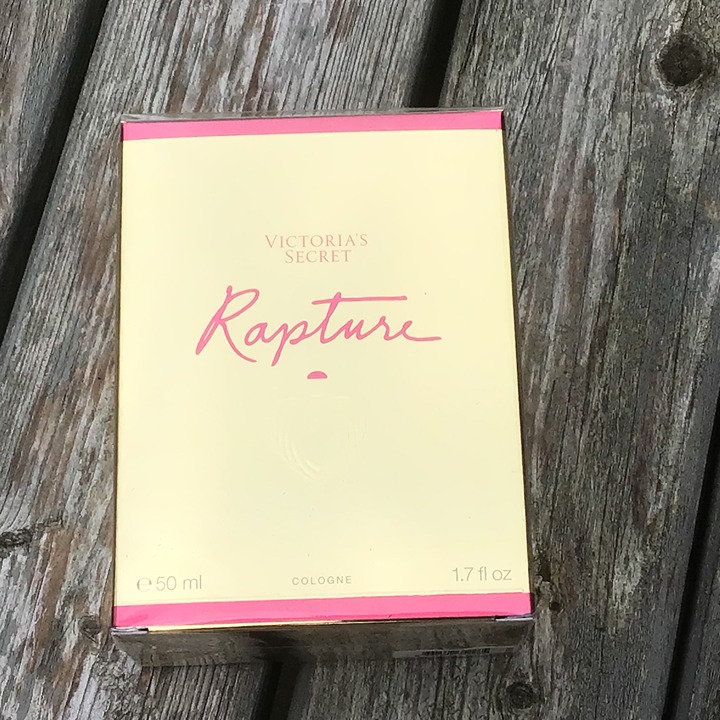 VICTORIA'S
SECRET
Rapture
℮ 50 ml
COLOGNE
1.7 fl oz